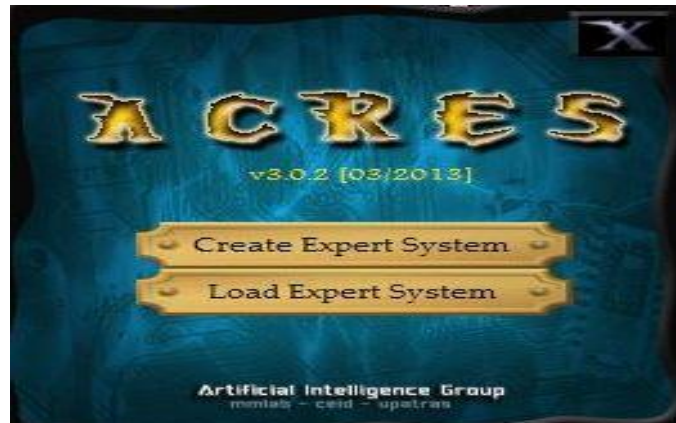 X
ACRES
v3.0.2 [03/2013]
Create Expert System
Load Expert System
Artificial Intelligence Group
mmlab - ceid - upatras